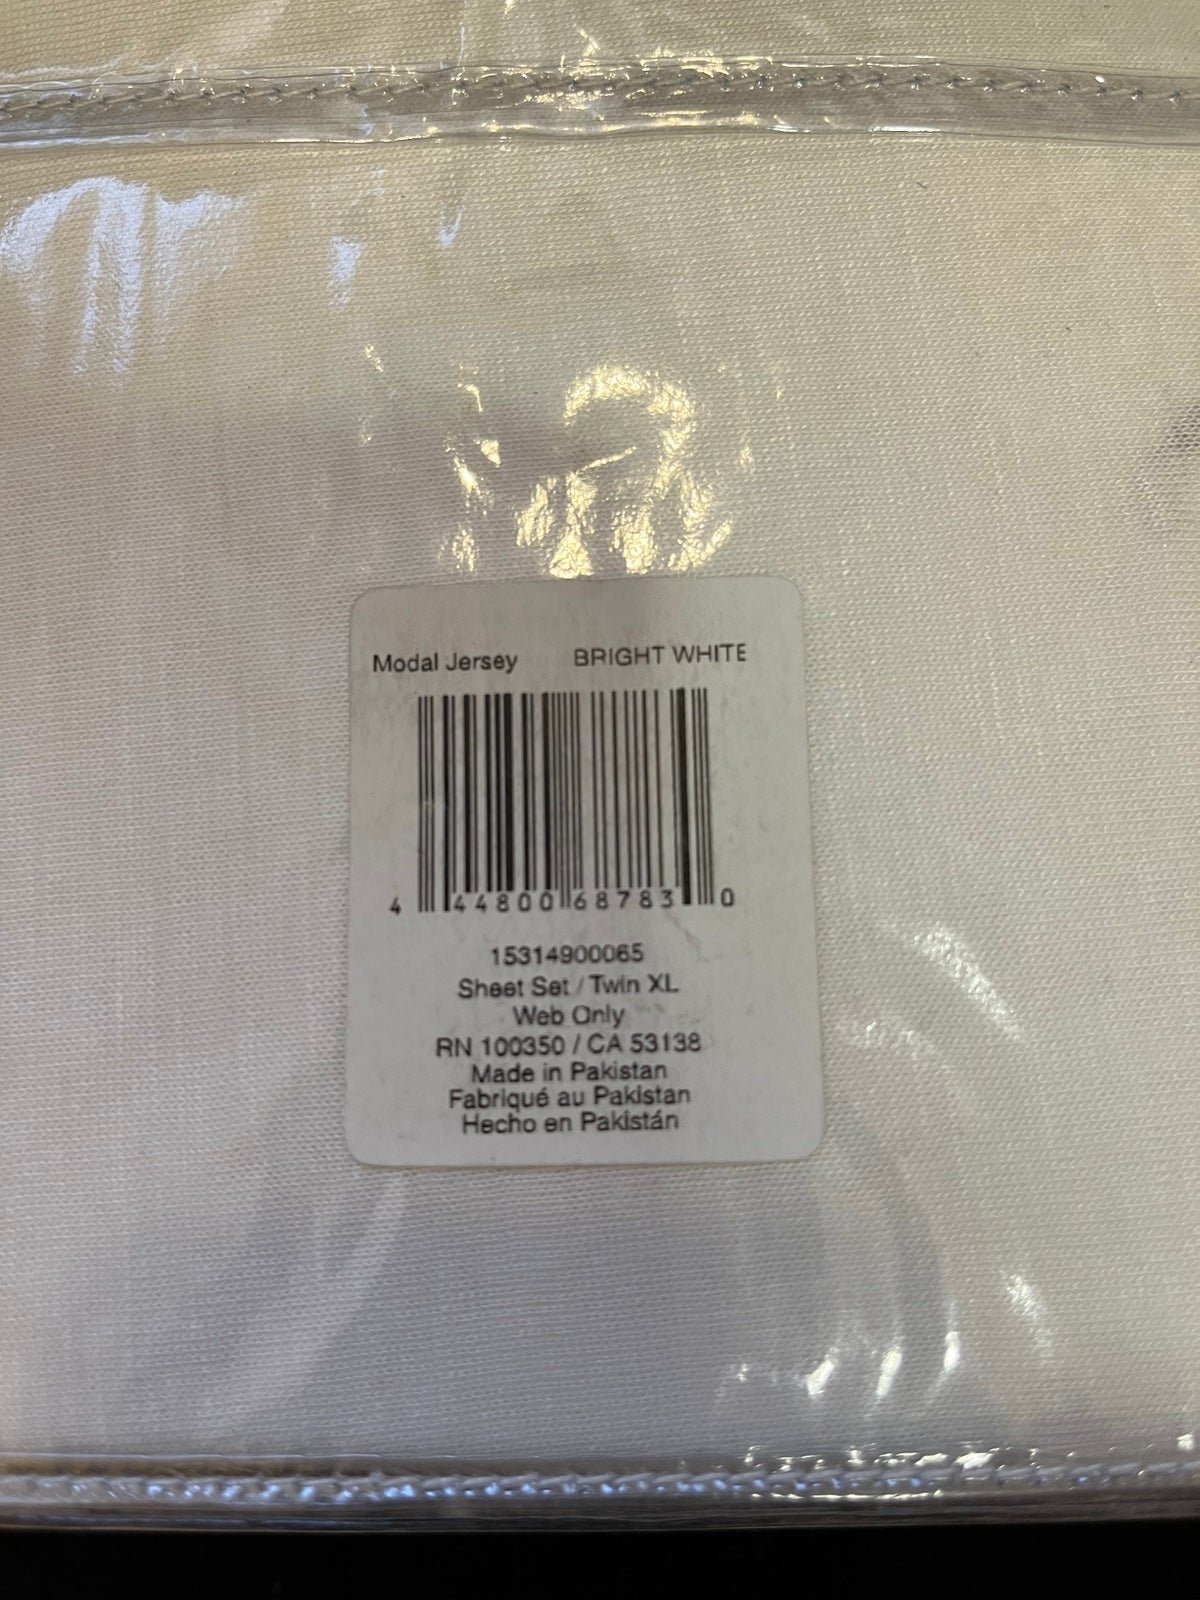 Modal Jersey BRIGHT WHITE
4 44800 68783 0
15314900065
Sheet Set / Twin XL
Web Only
RN 100350 / CA 53138
Made in Pakistan
Fabriqué au Pakistan
Hecho en Pakistán